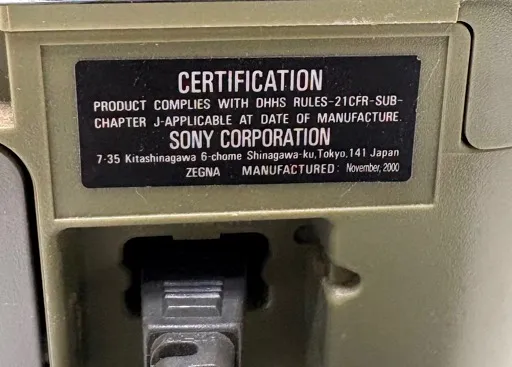 CERTIFICATION
PRODUCT COMPLIES WITH DHHS RULES-21CFR-SUB-
CHAPTER J-APPLICABLE AT DATE OF MANUFACTURE.
SONY CORPORATION
7-35 Kitashinagawa 6-chome Shinagawa-ku,Tokyo,141 Japan
ZEGNA MANUFACTURED: November, 2000